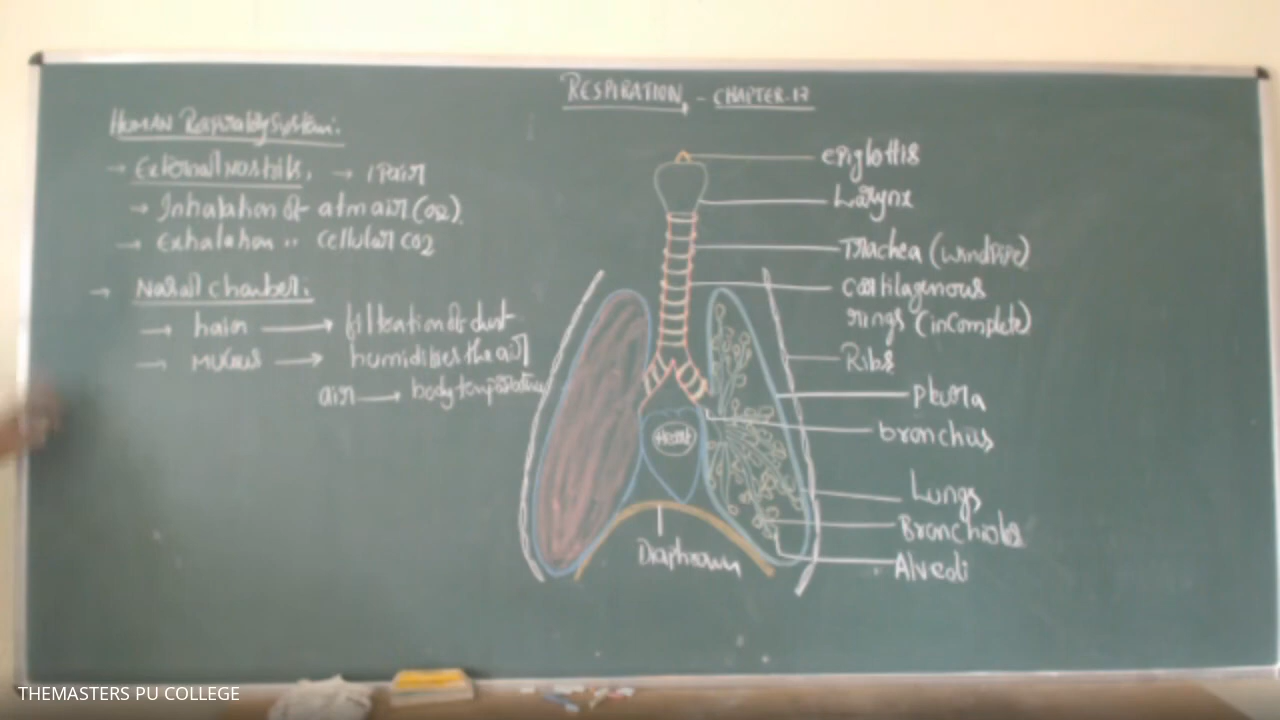 RESPIRATION, - CHAPTER-17
HUMAN Respiratory System:
→ External nostrils, → 1 Pair
→ Inhalation of atm air (O2).
→ Exhalation " Cellular CO2
→ Nasal chamber:
→ hairs → filteration of dust
→ Mucus → humidifies the air
air → body temperature
epiglottis
Larynx
Trachea (windpipe)
cartilagenous
rings (incomplete)
Ribs
pleura
bronchus
Heart
Lungs
Bronchiole
Alveoli
Diaphragm
THEMASTERS PU COLLEGE